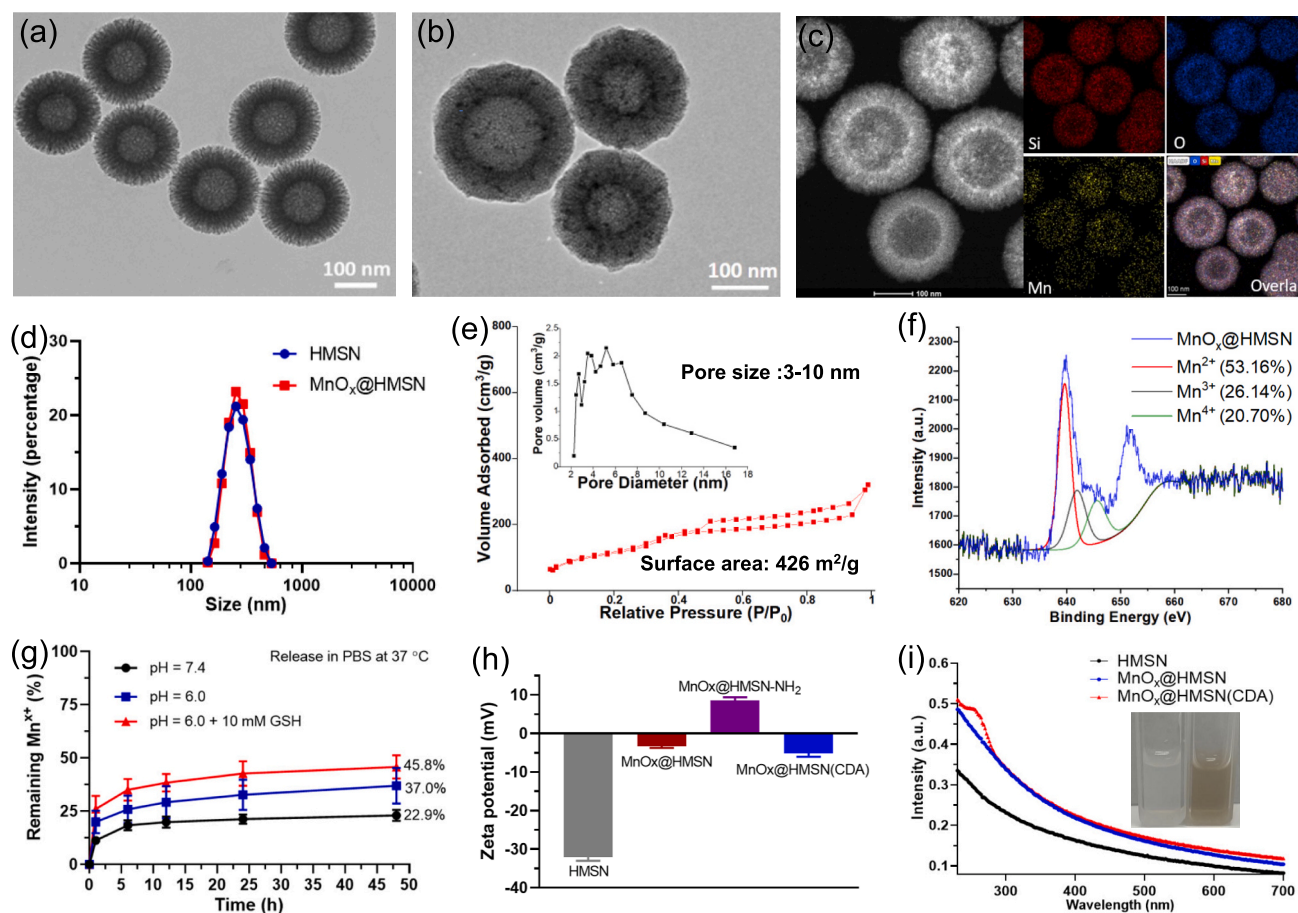 (a)
100 nm
(b)
100 nm
(c)
100 nm
Si
O
Mn
100 nm
Overla
(d)
Intensity (percentage)
30
20
10
0
10
100
1000
10000
Size (nm)
HMSN
MnOₓ@HMSN
(e)
Volume Adsorbed (cm³/g)
800
600
400
200
0
0
0.2
0.4
0.6
0.8
1
Relative Pressure (P/P₀)
Pore volume (cm³/g)
2.5
2
1.5
1
0.5
0
2
4
6
8
10
12
14
16
18
Pore Diameter (nm)
Pore size :3-10 nm
Surface area: 426 m²/g
(f)
Intensity (a.u.)
2300
2200
2100
2000
1900
1800
1700
1600
1500
620
630
640
650
660
670
680
Binding Energy (eV)
MnOₓ@HMSN
Mn²⁺ (53.16%)
Mn³⁺ (26.14%)
Mn⁴⁺ (20.70%)
(g)
Remaining Mnˣ⁺ (%)
100
75
50
25
0
0
5
10
15
20
25
30
35
40
45
50
Time (h)
pH = 7.4
pH = 6.0
pH = 6.0 + 10 mM GSH
Release in PBS at 37 °C
45.8%
37.0%
22.9%
(h)
Zeta potential (mV)
10
0
-10
-20
-30
-40
HMSN
MnOx@HMSN
MnOx@HMSN-NH₂
MnOx@HMSN(CDA)
(i)
Intensity (a.u.)
0.5
0.4
0.3
0.2
0.1
0.6
300
400
500
600
700
Wavelength (nm)
HMSN
MnOₓ@HMSN
MnOₓ@HMSN(CDA)